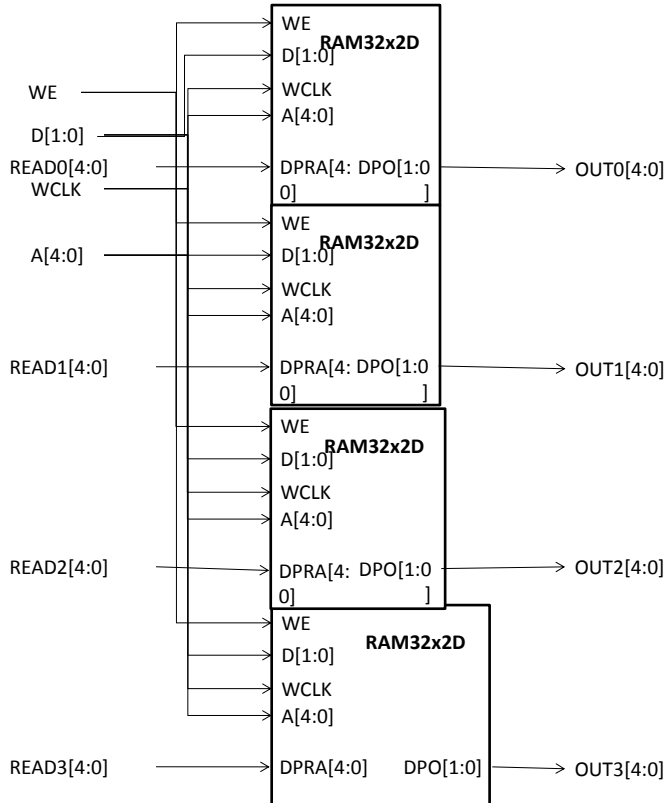 WE
RAM32x2D
D[1:0]
WCLK
A[4:0]
DPRA[4:0]
DPO[1:0]
WE
D[1:0]
READ0[4:0]
WCLK
A[4:0]
OUT0[4:0]
WE
RAM32x2D
D[1:0]
WCLK
A[4:0]
READ1[4:0]
DPRA[4:0]
DPO[1:0]
OUT1[4:0]
WE
RAM32x2D
D[1:0]
WCLK
A[4:0]
READ2[4:0]
DPRA[4:0]
DPO[1:0]
OUT2[4:0]
WE
RAM32x2D
D[1:0]
WCLK
A[4:0]
READ3[4:0]
DPRA[4:0]
DPO[1:0]
OUT3[4:0]